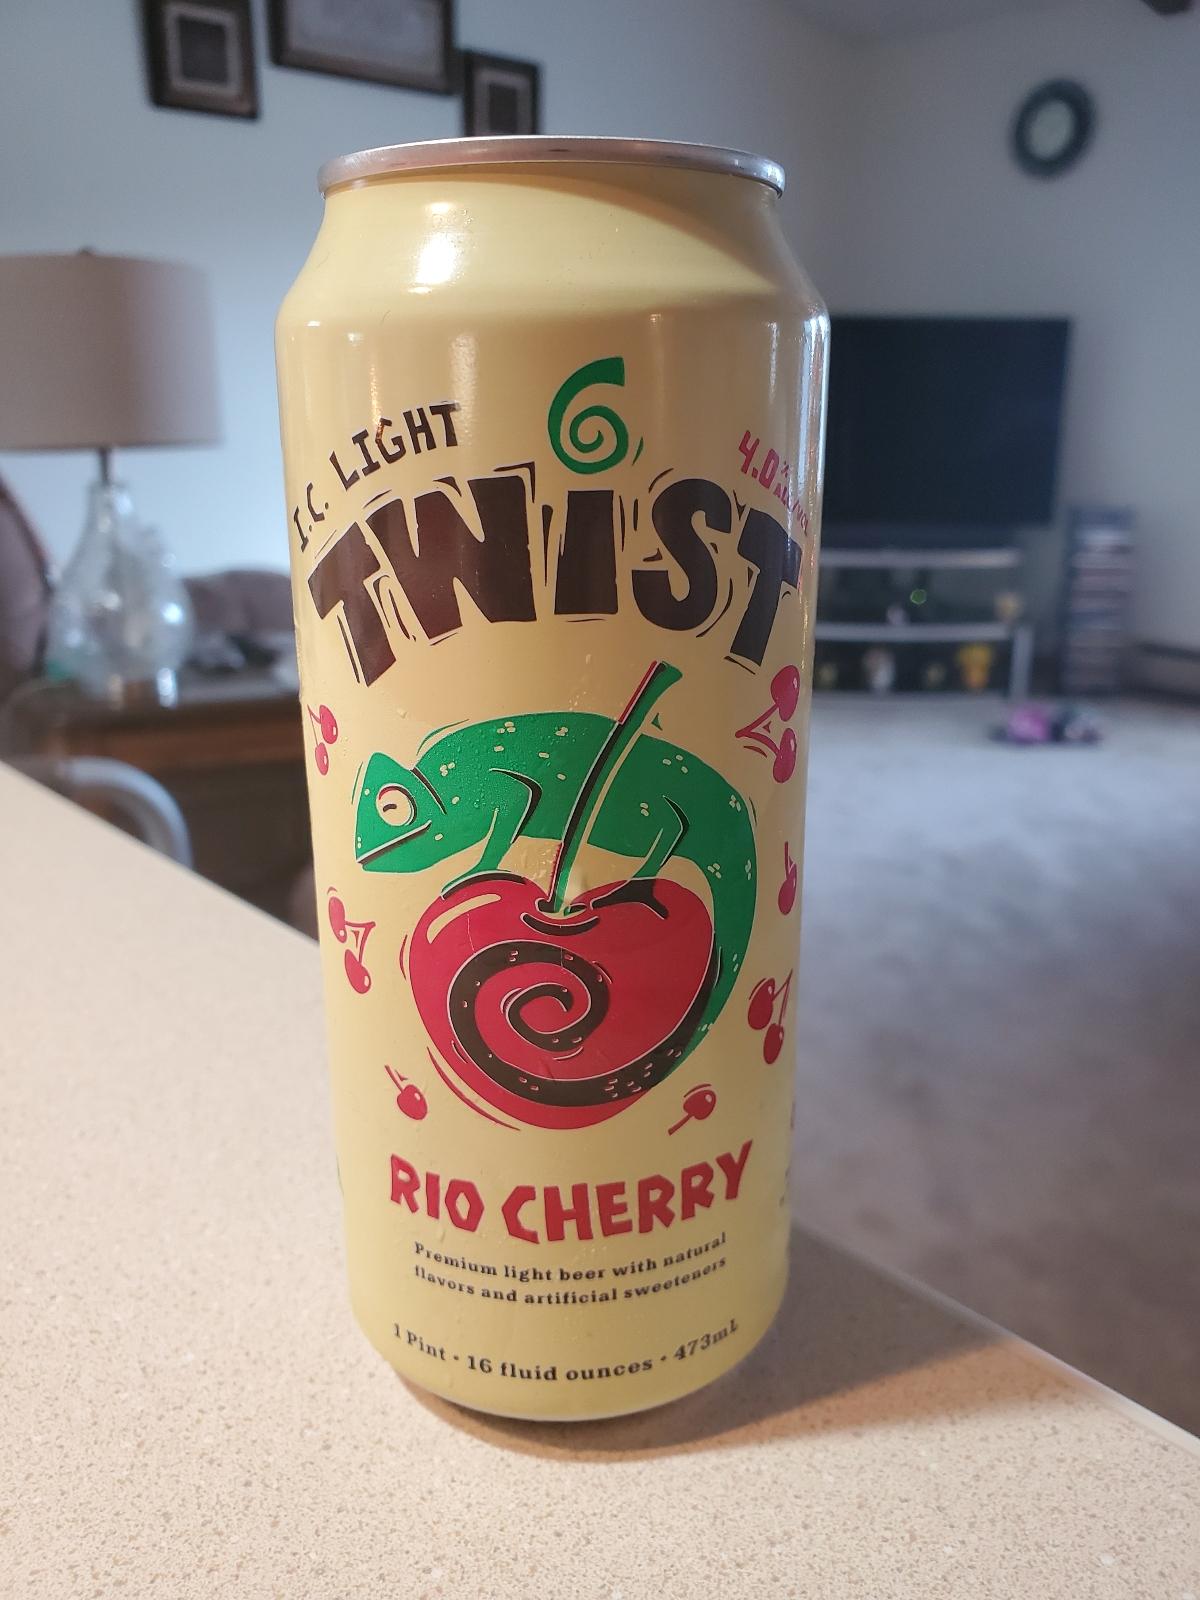 I.C. LIGHT
4.0% ALC/VOL
TWiST
RIO CHERRY
Premium light beer with natural
flavors and artificial sweeteners
1 Pint · 16 fluid ounces · 473mL